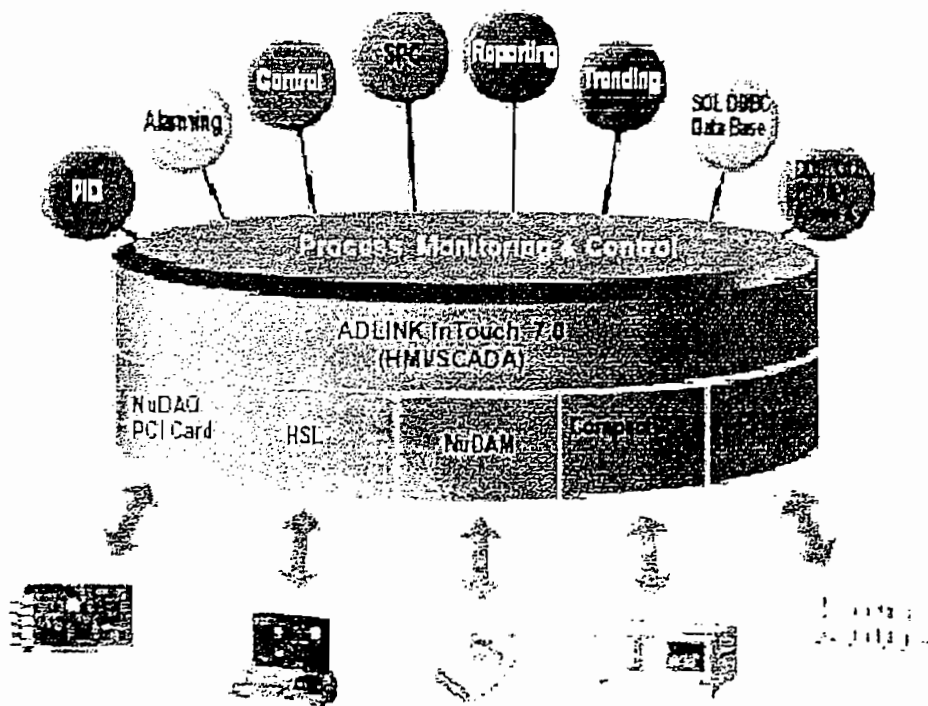 PID
Alarming
Control
SPC
Reporting
Trending
SQL ODBC
Data Base
Process Monitoring & Control
ADLINK InTouch 7.0
(HMI/SCADA)
NuDAQ
PCI Card
HSL
NuDAM